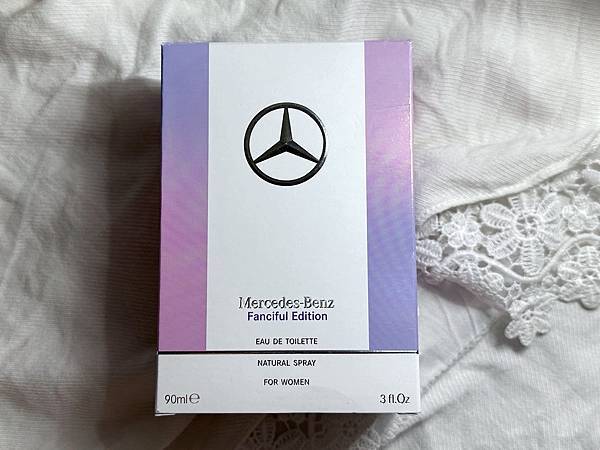 Mercedes-Benz
Fanciful Edition
EAU DE TOILETTE
NATURAL SPRAY
FOR WOMEN
90ml℮ 3 fl.Oz